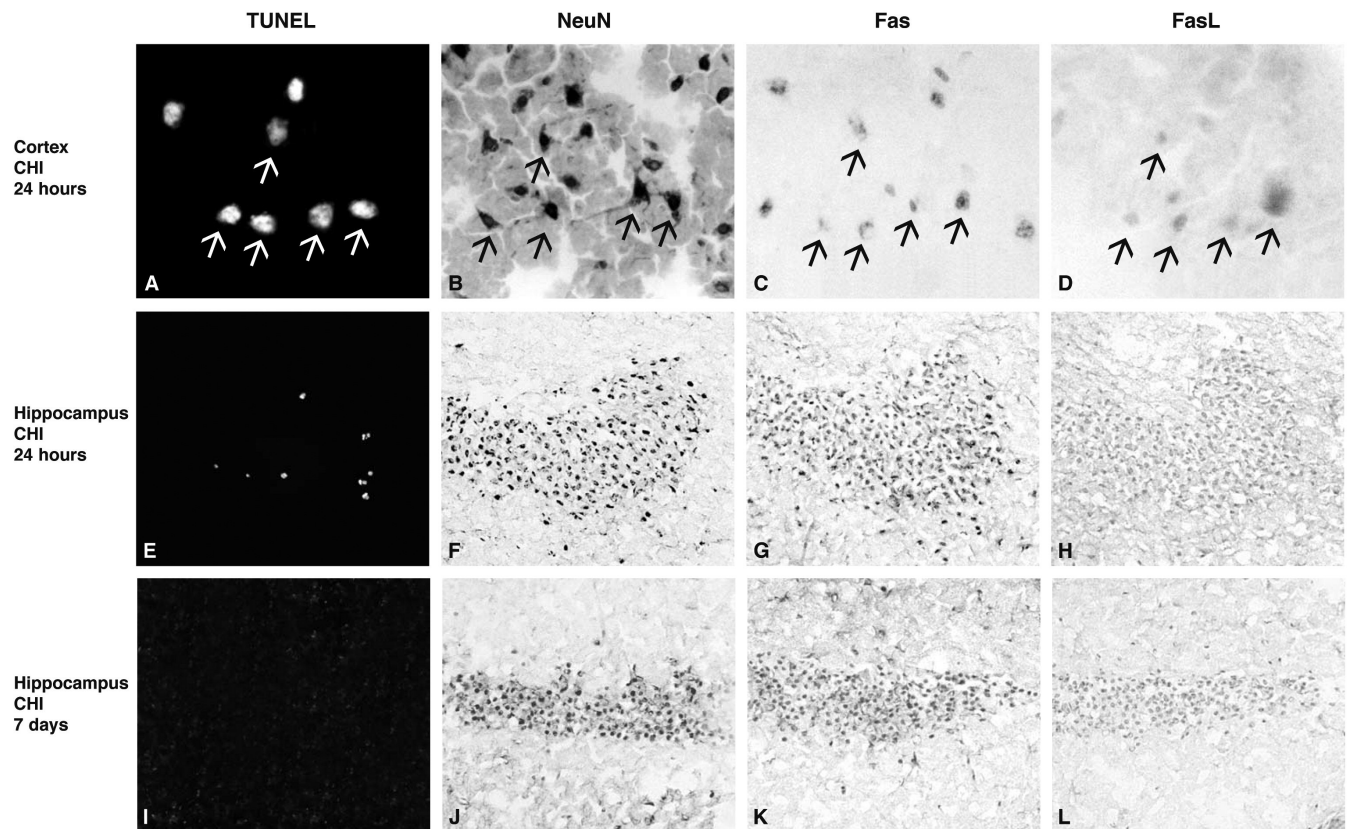 TUNEL NeuN Fas FasL
Cortex
CHI
24 hours
A B C D
Hippocampus
CHI
24 hours
E F G H
Hippocampus
CHI
7 days
I J K L